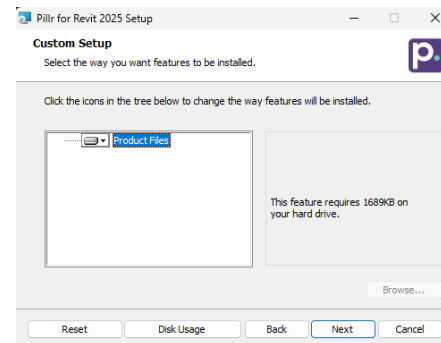 Pillr for Revit 2025 Setup
Custom Setup
Select the way you want features to be installed.
p.
Click the icons in the tree below to change the way features will be installed.
Product Files
This feature requires 1689KB on
your hard drive.
Browse...
Reset Disk Usage Back Next Cancel